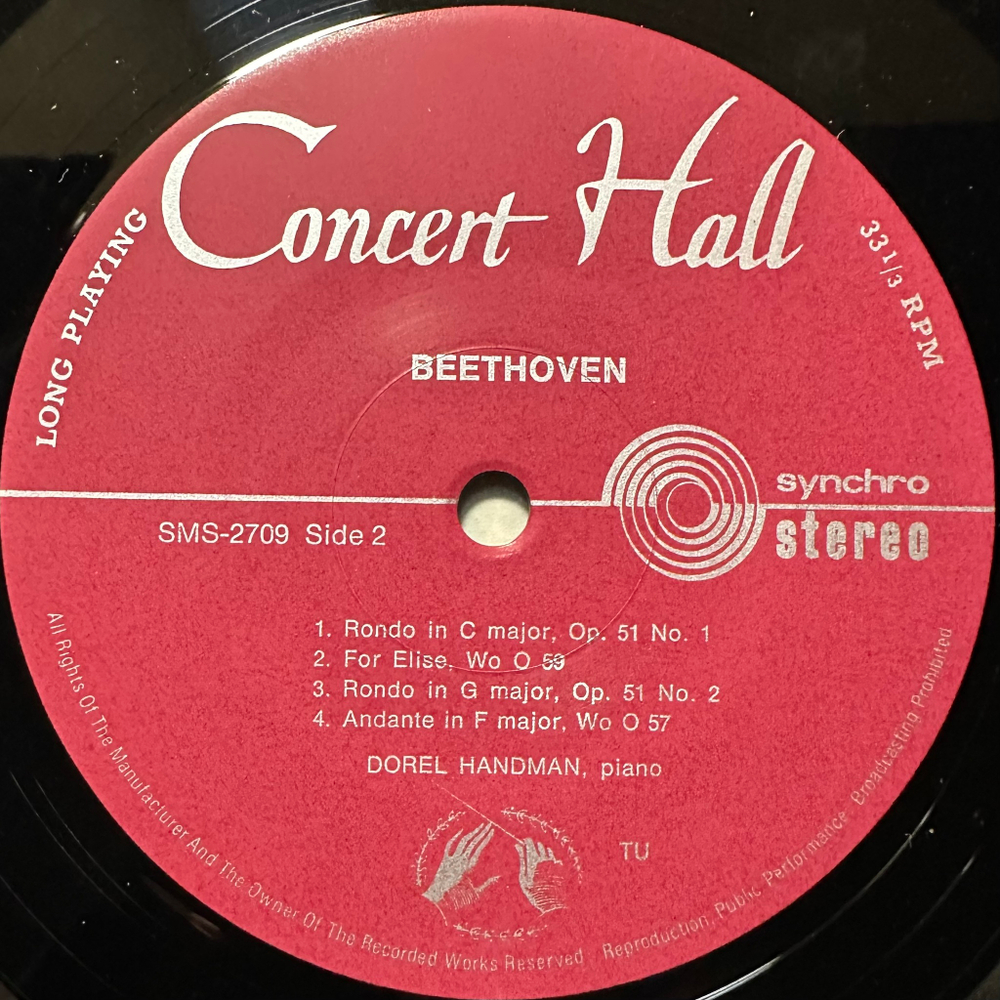 Concert Hall
LONG PLAYING
33 1/3 RPM
BEETHOVEN
synchro
stereo
SMS-2709 Side 2
1. Rondo in C major, Op. 51 No. 1
2. For Elise, Wo O 59
3. Rondo in G major, Op. 51 No. 2
4. Andante in F major, Wo O 57
DOREL HANDMAN, piano
TU
All Rights Of The Manufacturer And The Owner Of The Recorded Works Reserved. Reproduction, Public Performance, Broadcasting Prohibited